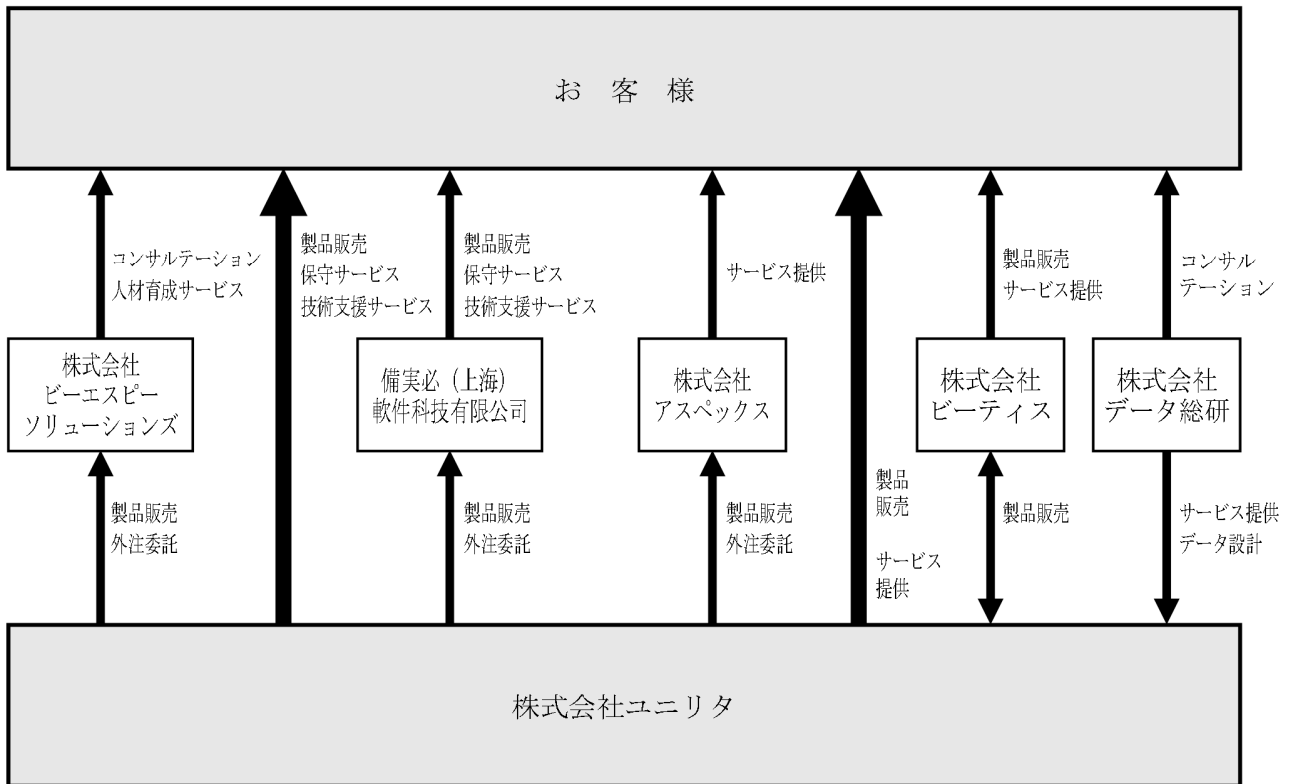 お 客 様
コンサルテーション
人材育成サービス
製品販売
保守サービス
技術支援サービス
製品販売
保守サービス
技術支援サービス
サービス提供
製品販売
サービス提供
コンサル
テーション
株式会社
ビーエスピー
ソリューションズ
備実必（上海）
軟件科技有限公司
株式会社
アスペックス
株式会社
ビーティス
株式会社
データ総研
製品販売
外注委託
製品販売
外注委託
製品販売
外注委託
製品
販売
サービス
提供
製品販売
サービス提供
データ設計
株式会社ユニリタ